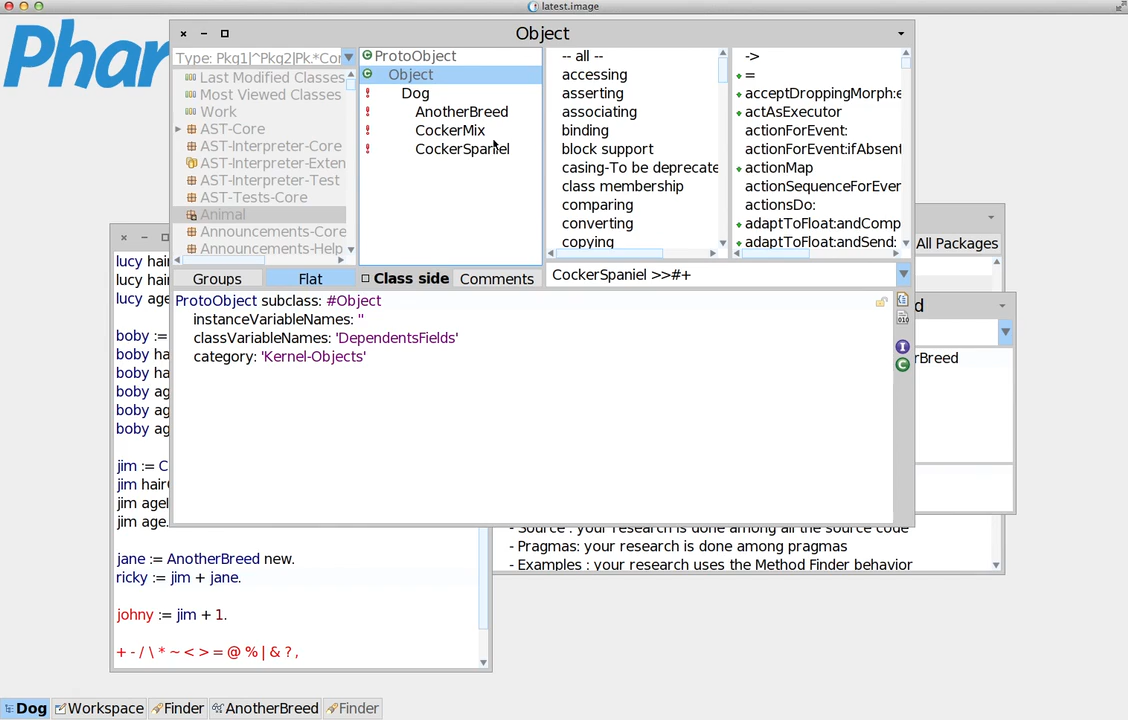 latest.image
Phar
Object
Type: Pkg1|^Pkg2|Pk.*Cor
Last Modified Classes
Most Viewed Classes
Work
AST-Core
AST-Interpreter-Core
AST-Interpreter-Exten
AST-Interpreter-Test
AST-Tests-Core
Animal
Announcements-Core
Announcements-Help
ProtoObject
Object
Dog
AnotherBreed
CockerMix
CockerSpaniel
-- all --
accessing
asserting
associating
binding
block support
casing-To be deprecate
class membership
comparing
converting
copying
->
=
acceptDroppingMorph:e
actAsExecutor
actionForEvent:
actionForEvent:ifAbsent
actionMap
actionSequenceForEver
actionsDo:
adaptToFloat:andComp
adaptToFloat:andSend:
Groups
Flat
Class side
Comments
CockerSpaniel >>#+
ProtoObject subclass: #Object
instanceVariableNames: ''
classVariableNames: 'DependentsFields'
category: 'Kernel-Objects'
All Packages
d
rBreed
lucy hair
lucy hair
lucy age
boby :=
boby ha
boby ha
boby ag
boby ag
boby ag
jim := C
jim hair
jim age
jim age.
jane := AnotherBreed new.
ricky := jim + jane.
johny := jim + 1.
+ - / \ * ~ < > = @ % | & ? ,
- Source : your research is done among all the source code
- Pragmas: your research is done among pragmas
- Examples : your research uses the Method Finder behavior
Dog
Workspace
Finder
AnotherBreed
Finder